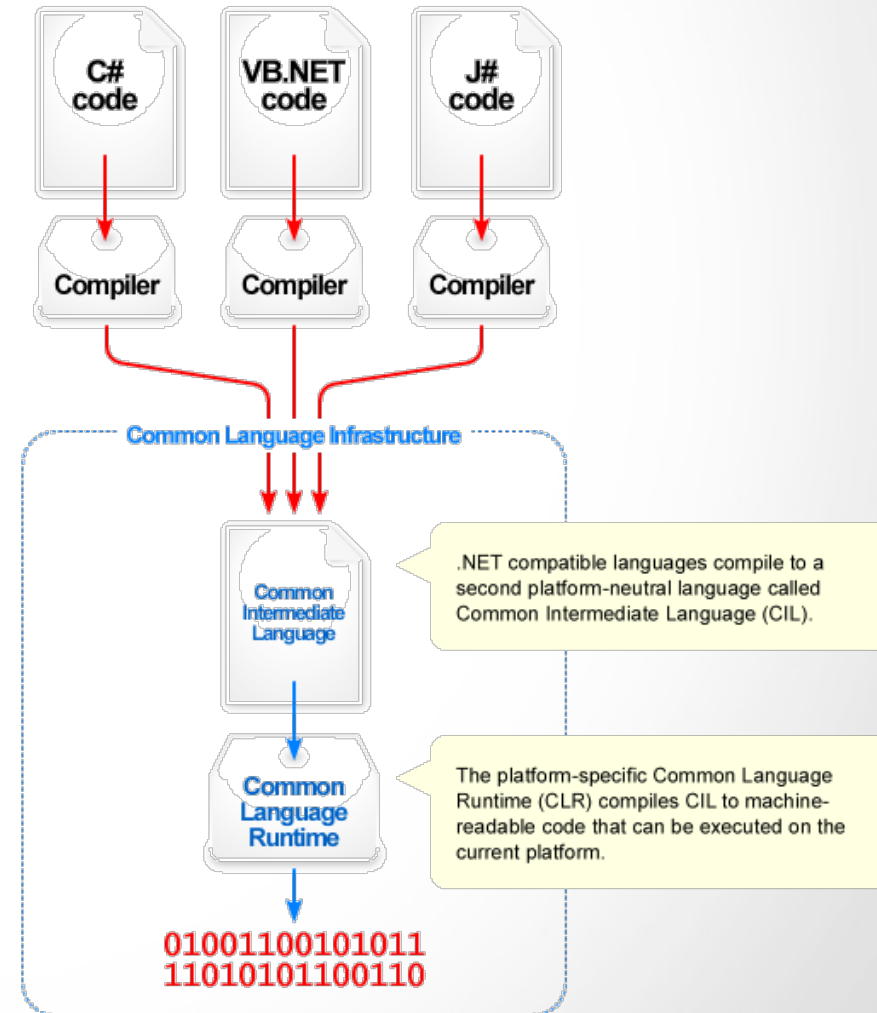 C#
code
VB.NET
code
J#
code
Compiler
Compiler
Compiler
Common Language Infrastructure
Common
Intermediate
Language
.NET compatible languages compile to a
second platform-neutral language called
Common Intermediate Language (CIL).
Common
Language
Runtime
The platform-specific Common Language
Runtime (CLR) compiles CIL to machine-
readable code that can be executed on the
current platform.
01001100101011
11010101100110